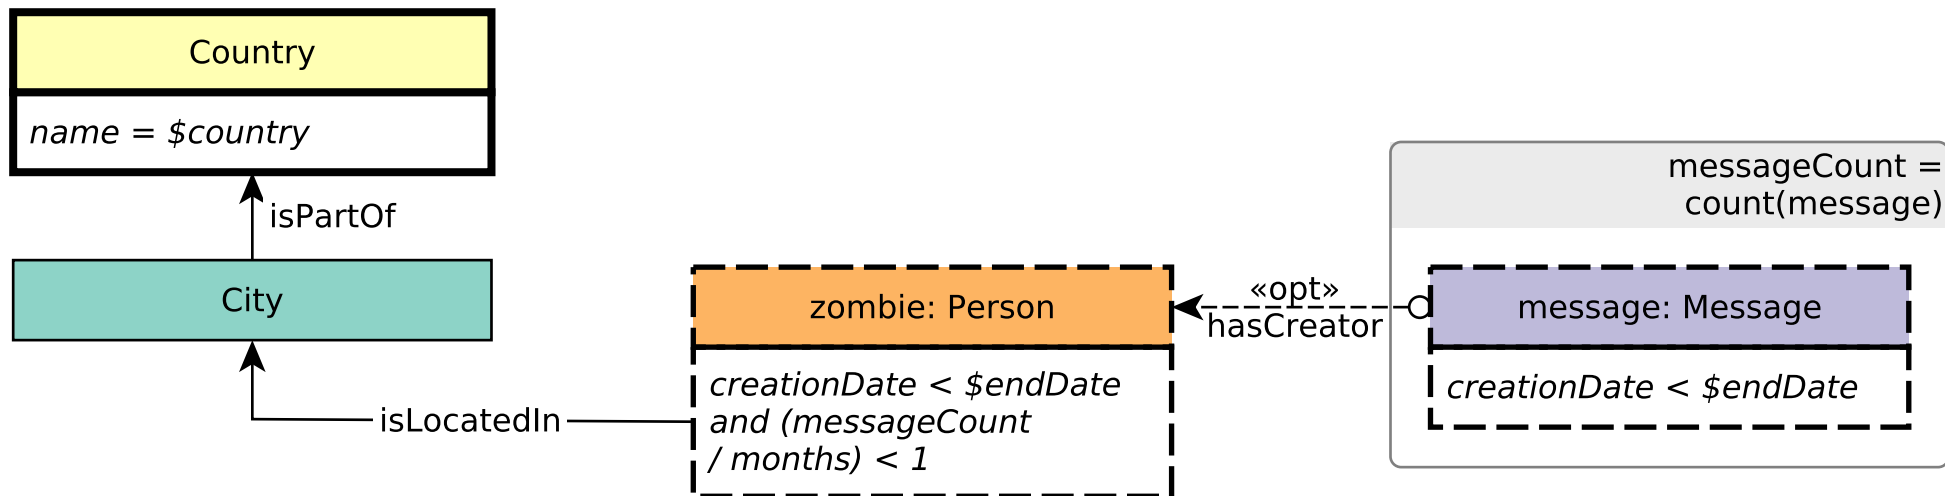 Country
name = $country
isPartOf
City
isLocatedIn
zombie: Person
creationDate < $endDate
and (messageCount
/ months) < 1
«opt»
hasCreator
messageCount =
count(message)
message: Message
creationDate < $endDate